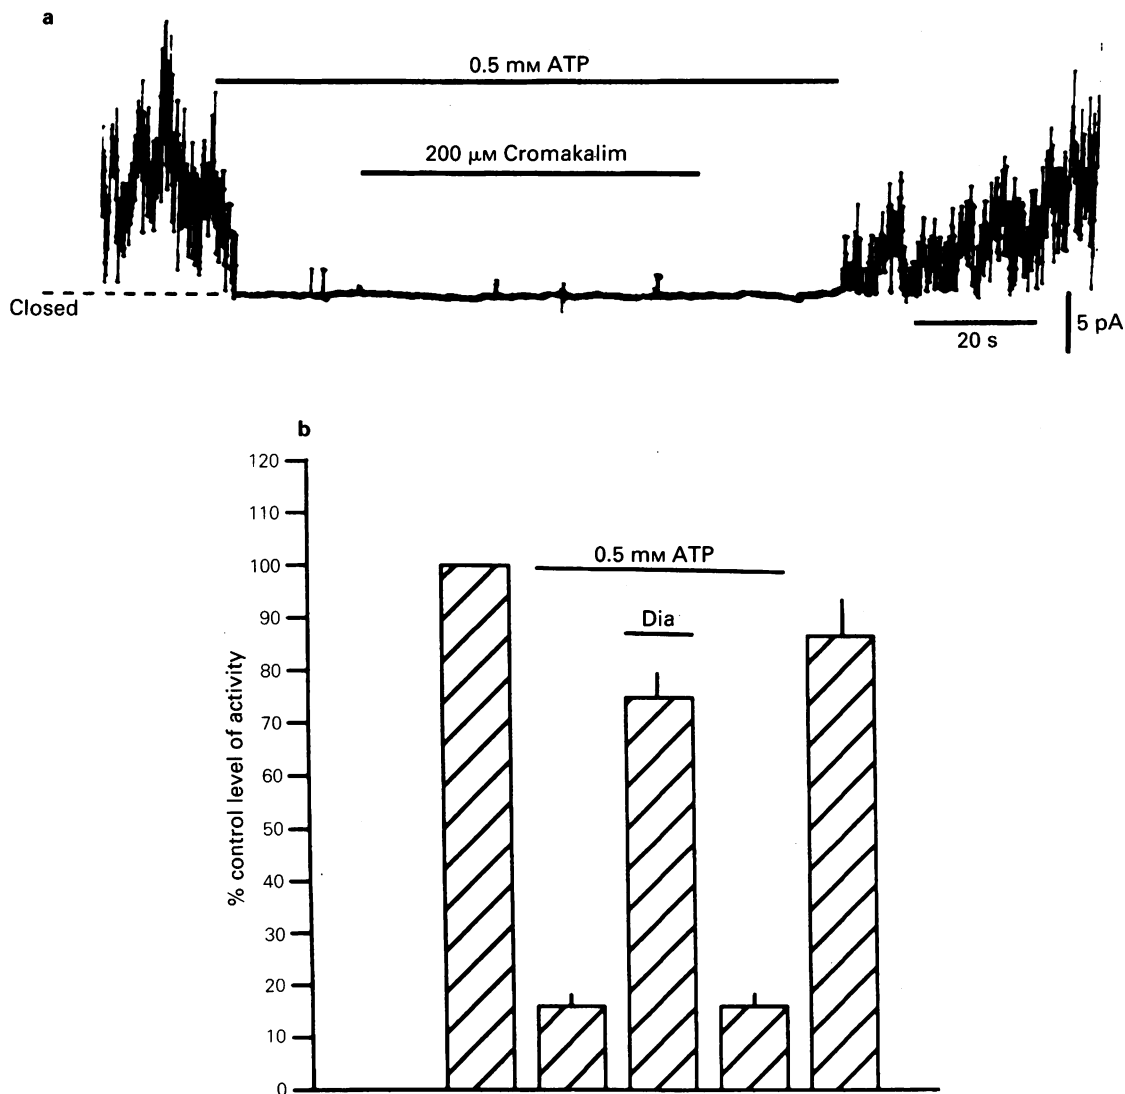 a
0.5 mM ATP
200 μM Cromakalim
Closed
20 s
5 pA
b
120
110
100
90
80
70
60
50
40
30
20
10
0
% control level of activity
0.5 mM ATP
Dia